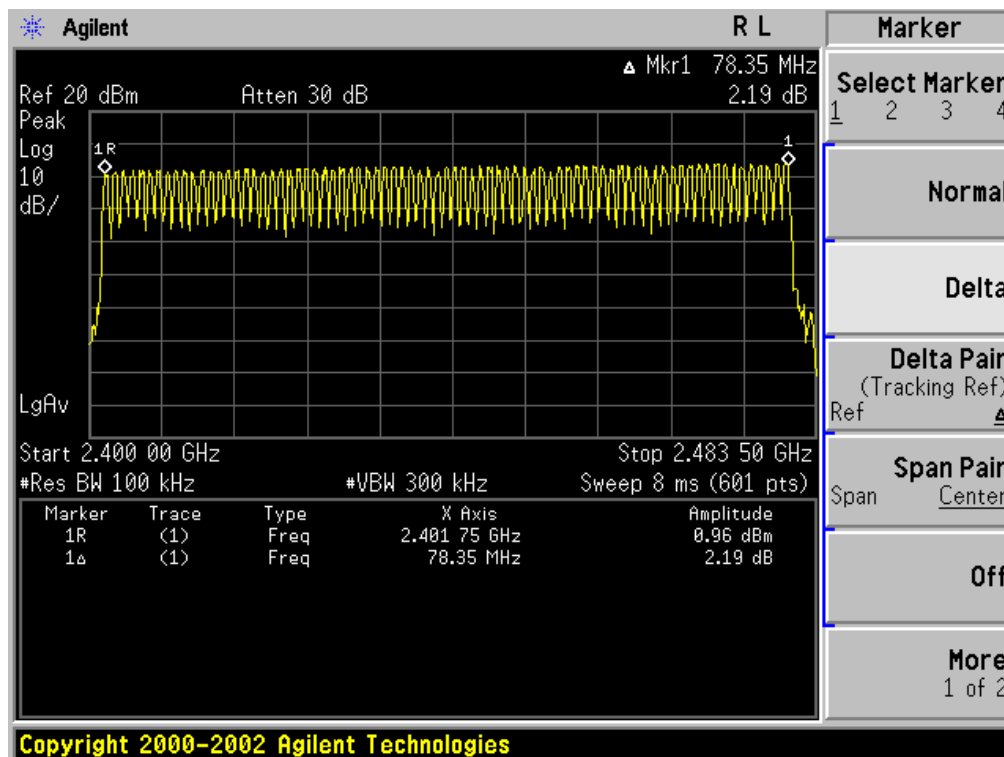 Agilent R L Marker
Δ Mkr1 78.35 MHz
Ref 20 dBm Atten 30 dB 2.19 dB
Peak
Log
10
dB/
1R
1
LgAv
Start 2.400 00 GHz Stop 2.483 50 GHz
#Res BW 100 kHz #VBW 300 kHz Sweep 8 ms (601 pts)
Marker Trace Type X Axis Amplitude
1R (1) Freq 2.401 75 GHz 0.96 dBm
1Δ (1) Freq 78.35 MHz 2.19 dB
Select Marker
1 2 3 4
Normal
Delta
Delta Pair
(Tracking Ref)
Ref Δ
Span Pair
Span Center
Off
More
1 of 2
Copyright 2000-2002 Agilent Technologies